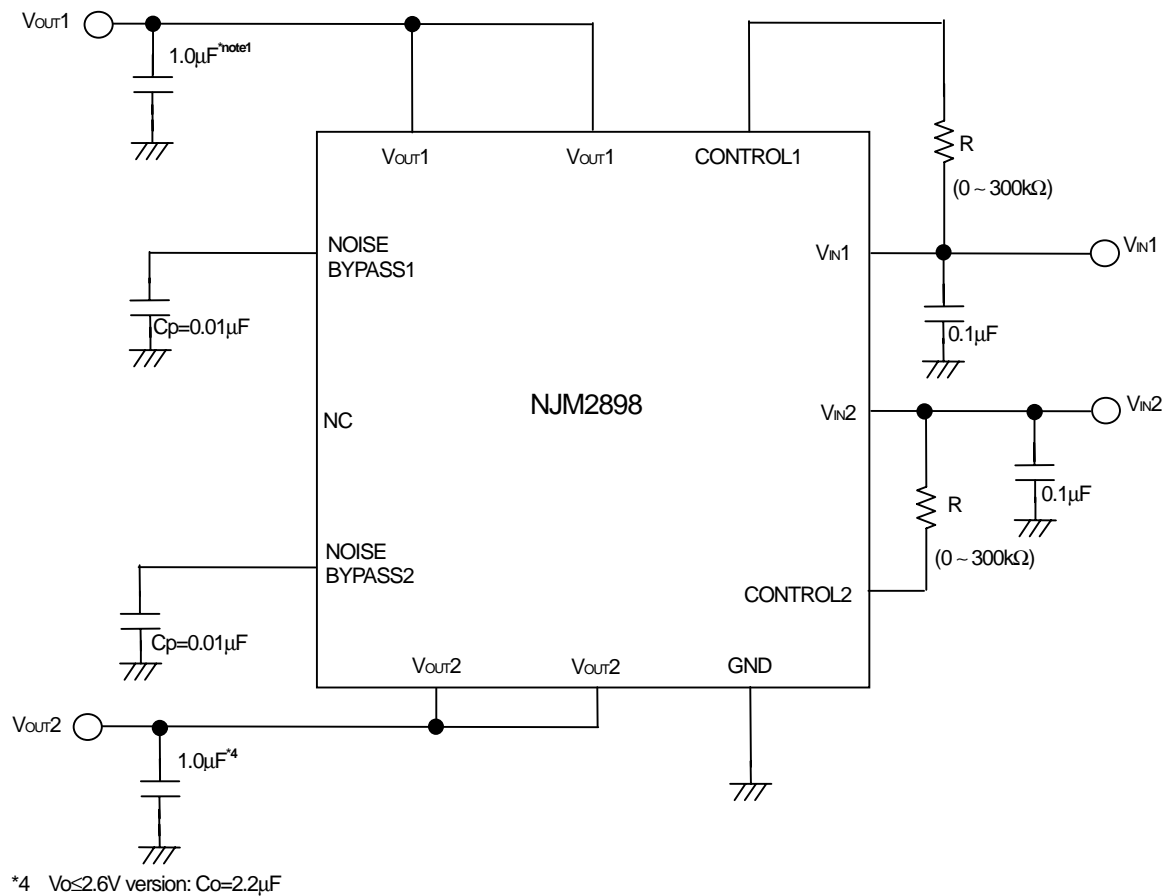 VOUT1
1.0μF*note1
VOUT1
VOUT1
CONTROL1
R
(0 ~ 300kΩ)
NOISE
BYPASS1
VIN1
VIN1
Cp=0.01μF
0.1μF
NJM2898
NC
VIN2
VIN2
R
0.1μF
(0 ~ 300kΩ)
NOISE
BYPASS2
CONTROL2
Cp=0.01μF
VOUT2
VOUT2
GND
VOUT2
1.0μF*4
*4 Vo≤2.6V version: Co=2.2μF